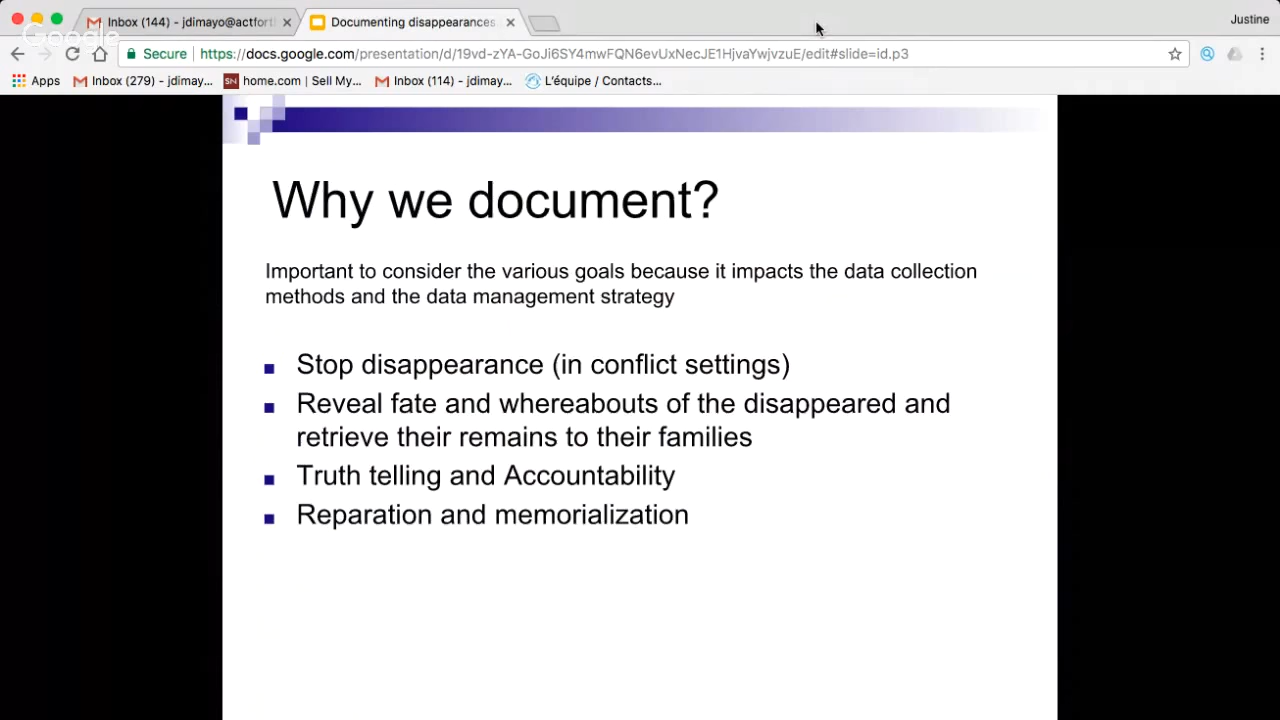 Inbox (144) - jdimayo@actfort
Documenting disappearances
Justine
Google
Secure https://docs.google.com/presentation/d/19vd-zYA-GoJi6SY4mwFQN6evUxNecJE1HjvaYwjvzuE/edit#slide=id.p3
Apps Inbox (279) - jdimay... SN home.com | Sell My... Inbox (114) - jdimay... L'équipe / Contacts...
Why we document?
Important to consider the various goals because it impacts the data collection
methods and the data management strategy
Stop disappearance (in conflict settings)
Reveal fate and whereabouts of the disappeared and
retrieve their remains to their families
Truth telling and Accountability
Reparation and memorialization